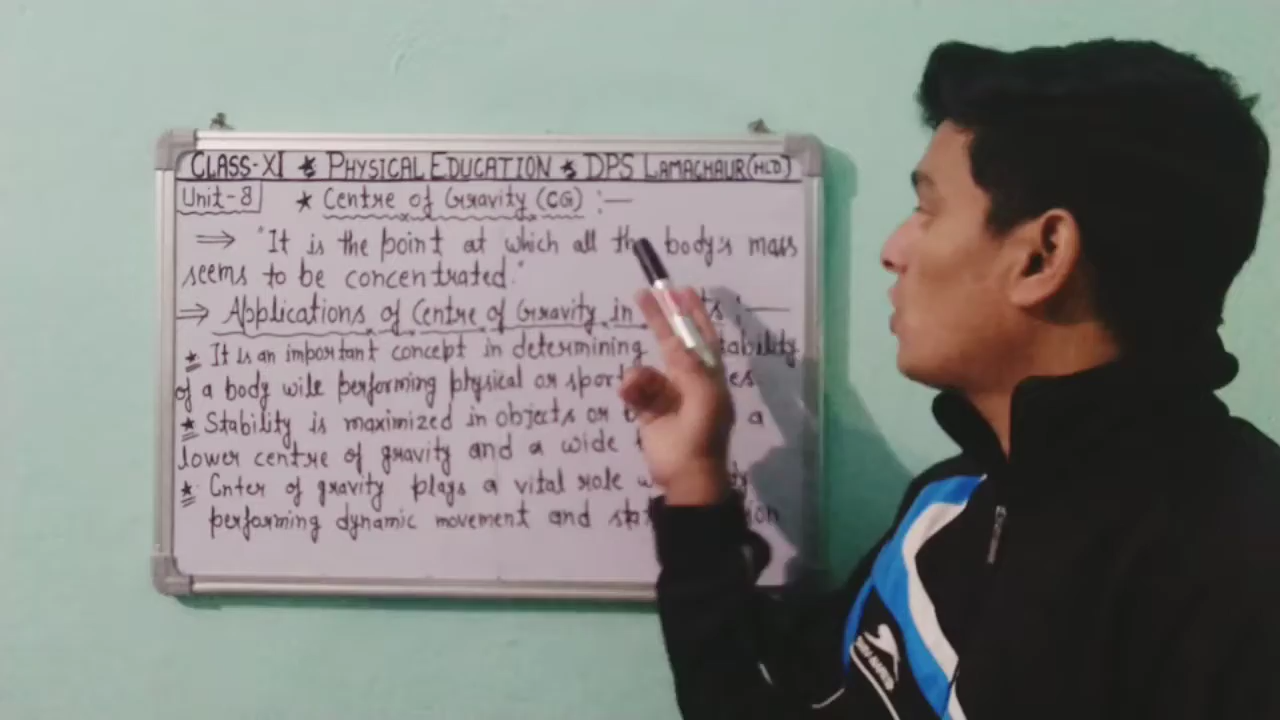 CLASS-XI * PHYSICAL EDUCATION * DPS LAMACHAUR (HLD)
Unit-8 * Centre of Gravity (CG) :—
⇒ "It is the point at which all the body's mass
seems to be concentrated."
⇒ Applications of Centre of Gravity in :—
* It is an important concept in determining
of a body wile performing physical or
* Stability is maximized in objects or a
lower centre of gravity and a wide
* Cnter of gravity plays a vital role
performing dynamic movement and